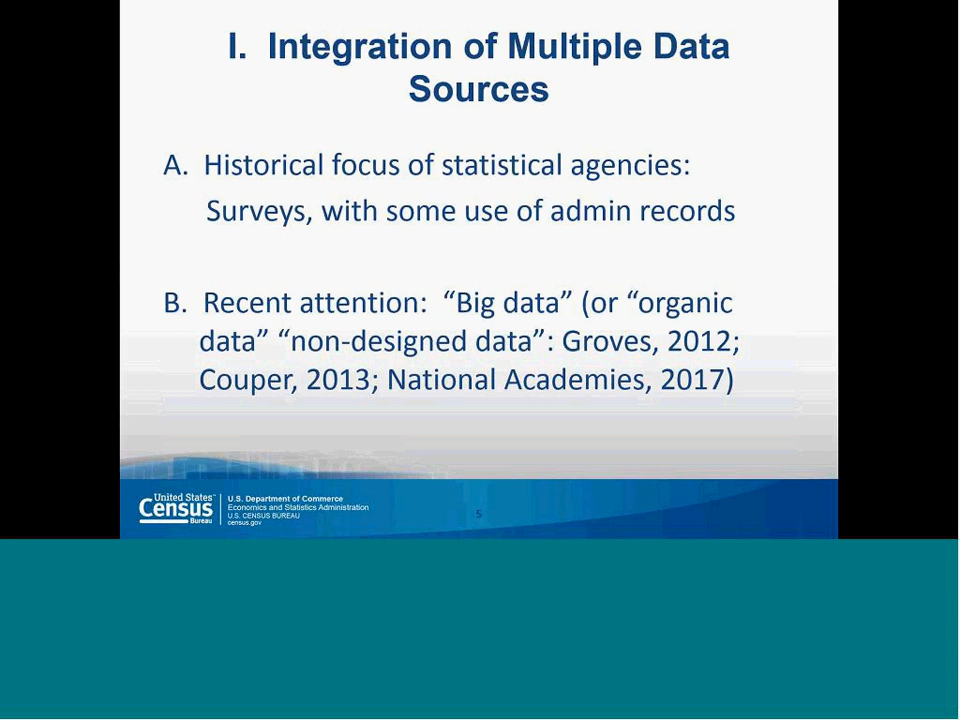 I. Integration of Multiple Data
Sources
A. Historical focus of statistical agencies:
Surveys, with some use of admin records
B. Recent attention: “Big data” (or “organic
data” “non-designed data”: Groves, 2012;
Couper, 2013; National Academies, 2017)
United States™
Census
Bureau
U.S. Department of Commerce
Economics and Statistics Administration
U.S. CENSUS BUREAU
census.gov
5